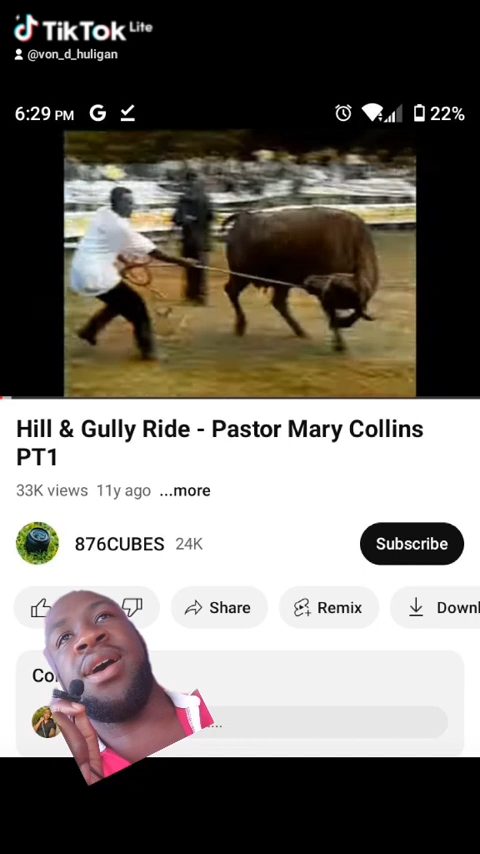 TikTok Lite
@von_d_huligan
6:29 PM G 22%
Hill & Gully Ride - Pastor Mary Collins
PT1
33K views 11y ago ...more
876CUBES 24K Subscribe
Share Remix Downl
Co
...